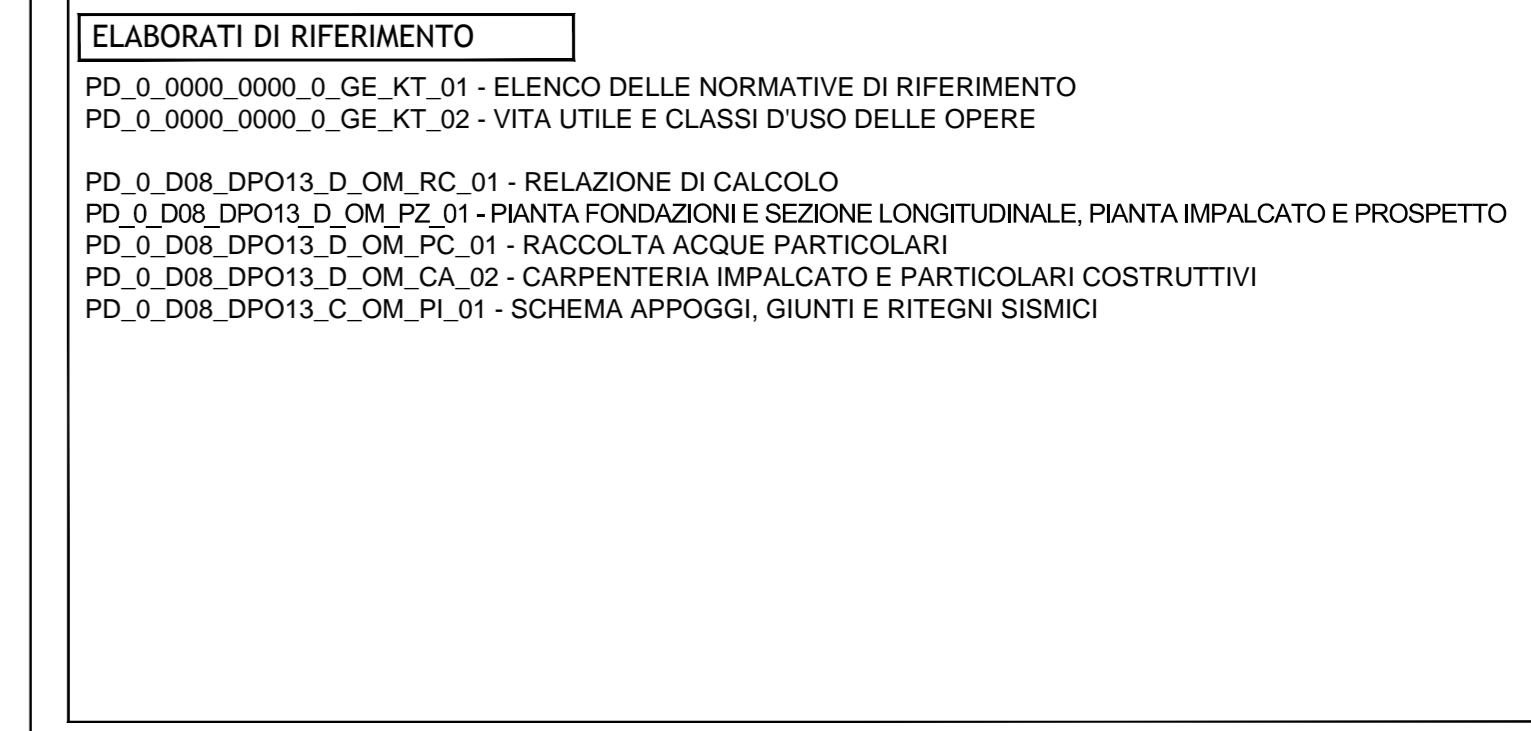 ELABORATI DI RIFERIMENTO
PD_0_0000_0000_0_GE_KT_01 - ELENCO DELLE NORMATIVE DI RIFERIMENTO
PD_0_0000_0000_0_GE_KT_02 - VITA UTILE E CLASSI D'USO DELLE OPERE
PD_0_D08_DPO13_D_OM_RC_01 - RELAZIONE DI CALCOLO
PD_0_D08_DPO13_D_OM_PZ_01 - PIANTA FONDAZIONI E SEZIONE LONGITUDINALE, PIANTA IMPALCATO E PROSPETTO
PD_0_D08_DPO13_D_OM_PC_01 - RACCOLTA ACQUE PARTICOLARI
PD_0_D08_DPO13_D_OM_CA_02 - CARPENTERIA IMPALCATO E PARTICOLARI COSTRUTTIVI
PD_0_D08_DPO13_C_OM_PI_01 - SCHEMA APPOGGI, GIUNTI E RITEGNI SISMICI